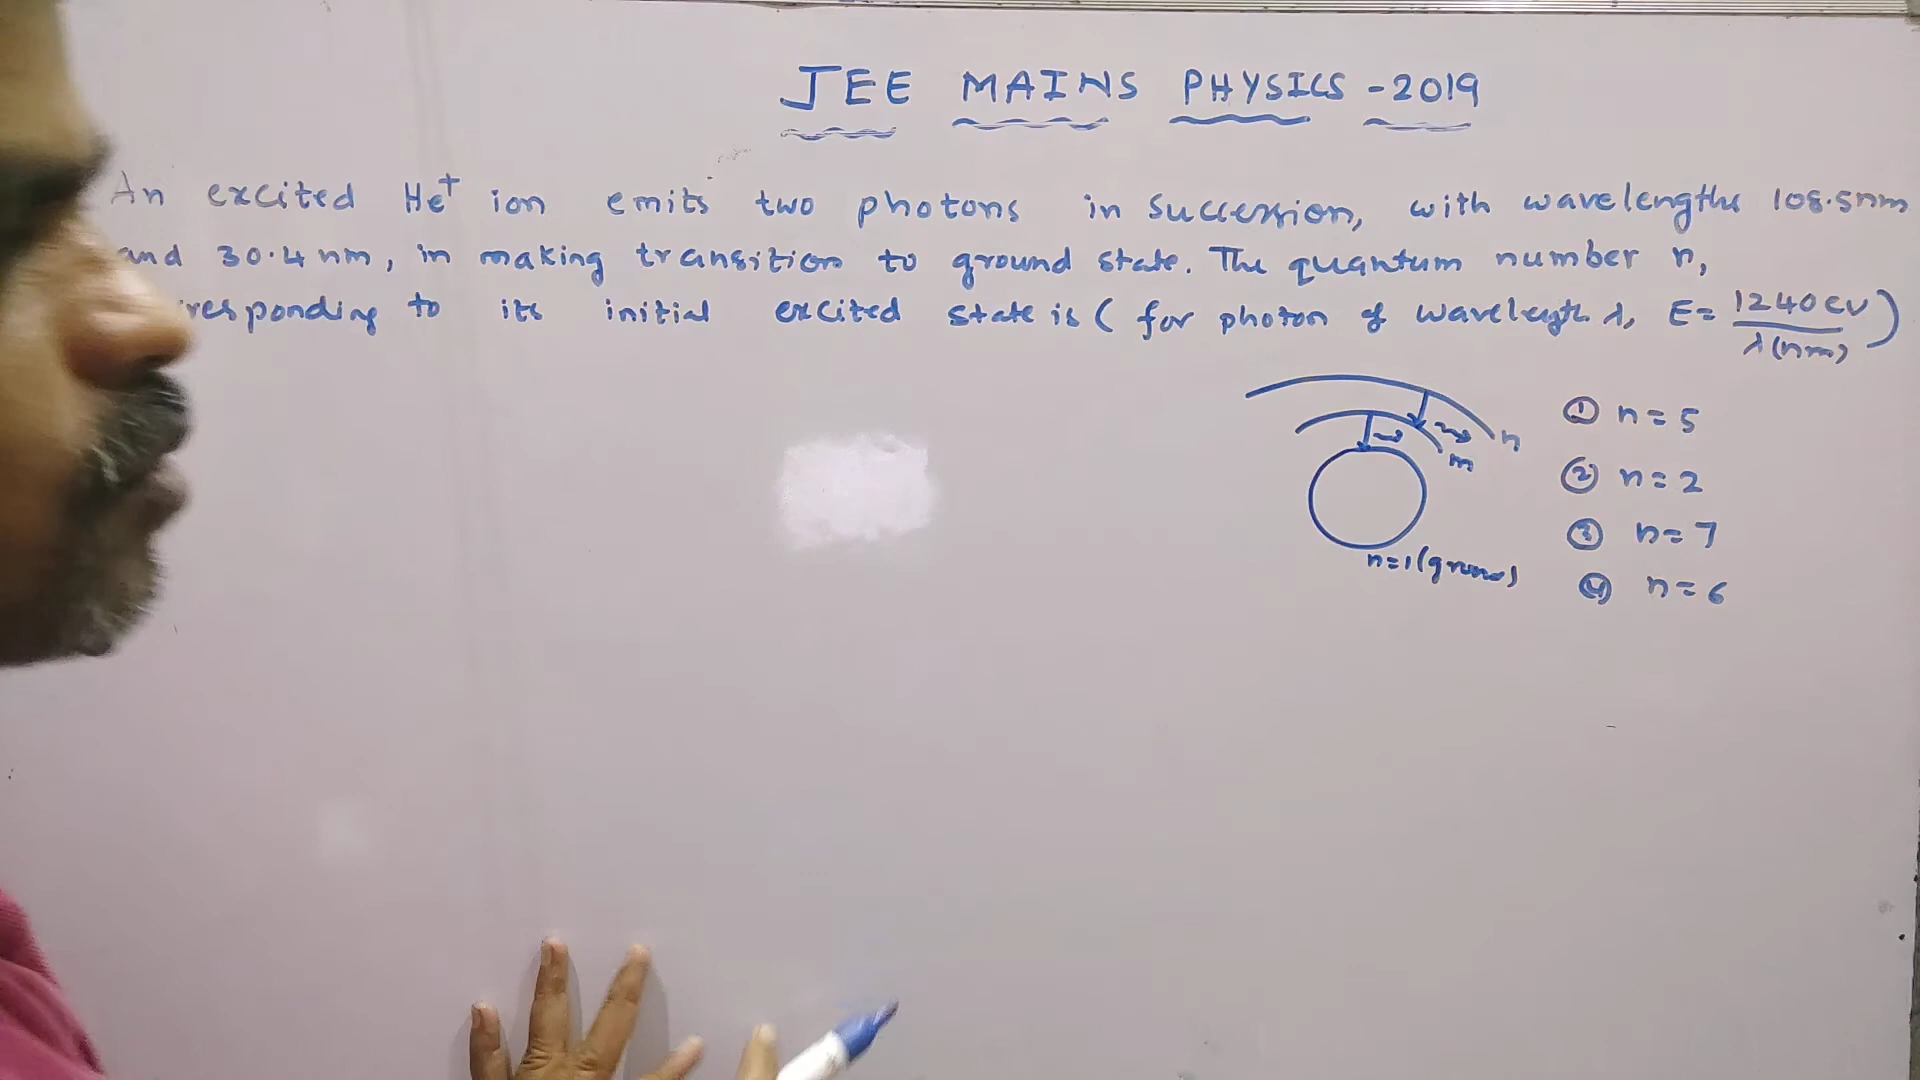 JEE MAINS PHYSICS - 2019
An excited He⁺ ion emits two photons in succession, with wavelengths 108.5nm
and 30.4 nm, in making transition to ground state. The quantum number n,
responding to its initial excited state is ( for photon of wavelength λ, E = 1240 eV / λ(nm) )
n
m
n=1(ground)
① n = 5
② n = 2
③ n = 7
④ n = 6